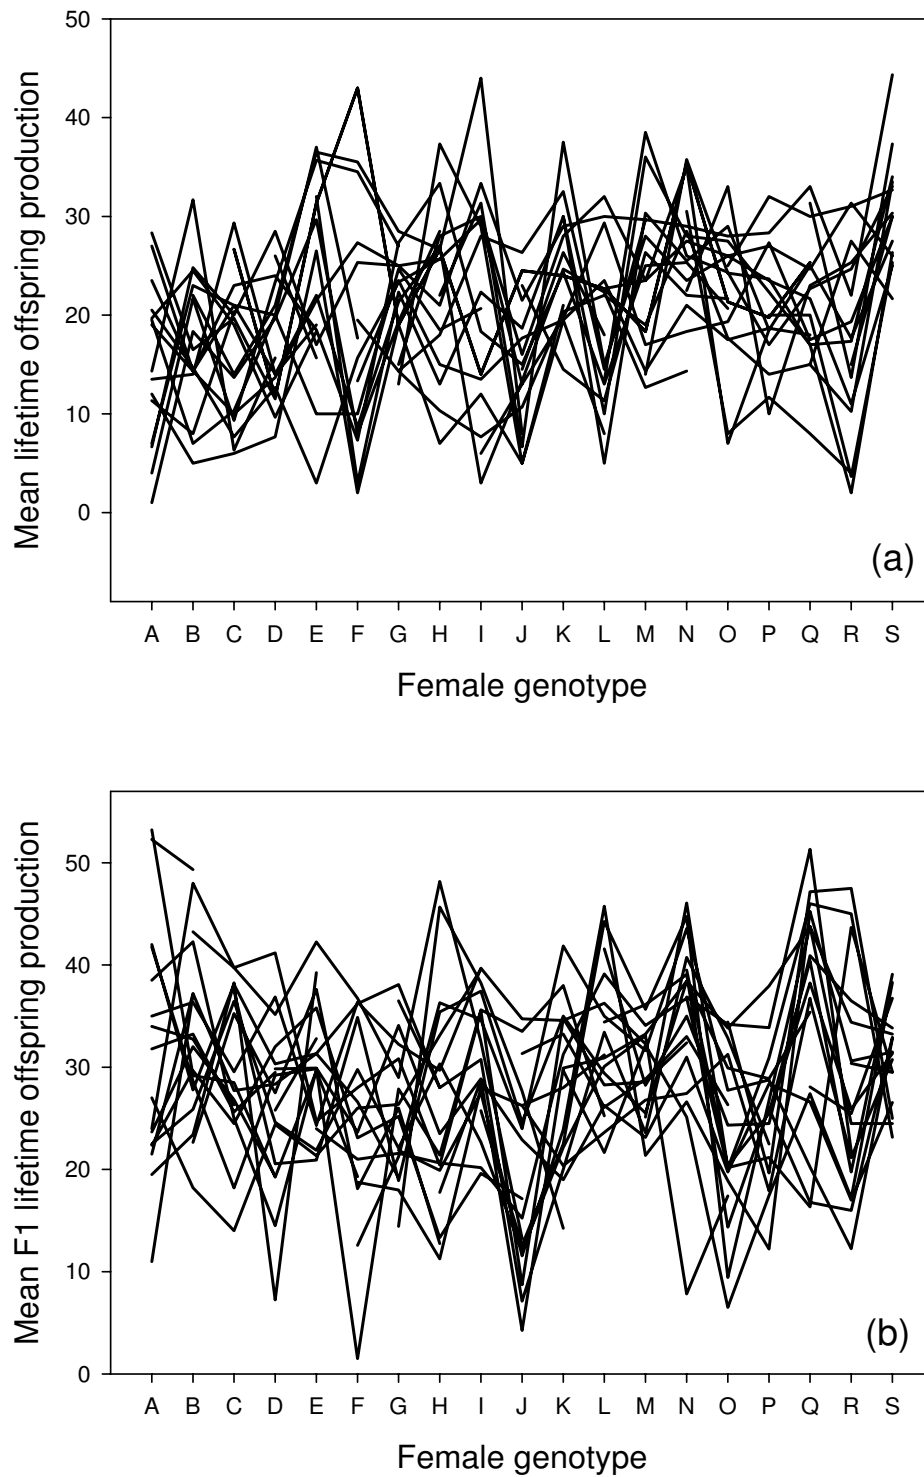 Mean lifetime offspring production
50
40
30
20
10
0
(a)
A B C D E F G H I J K L M N O P Q R S
Female genotype
Mean F1 lifetime offspring production
50
40
30
20
10
0
(b)
A B C D E F G H I J K L M N O P Q R S
Female genotype